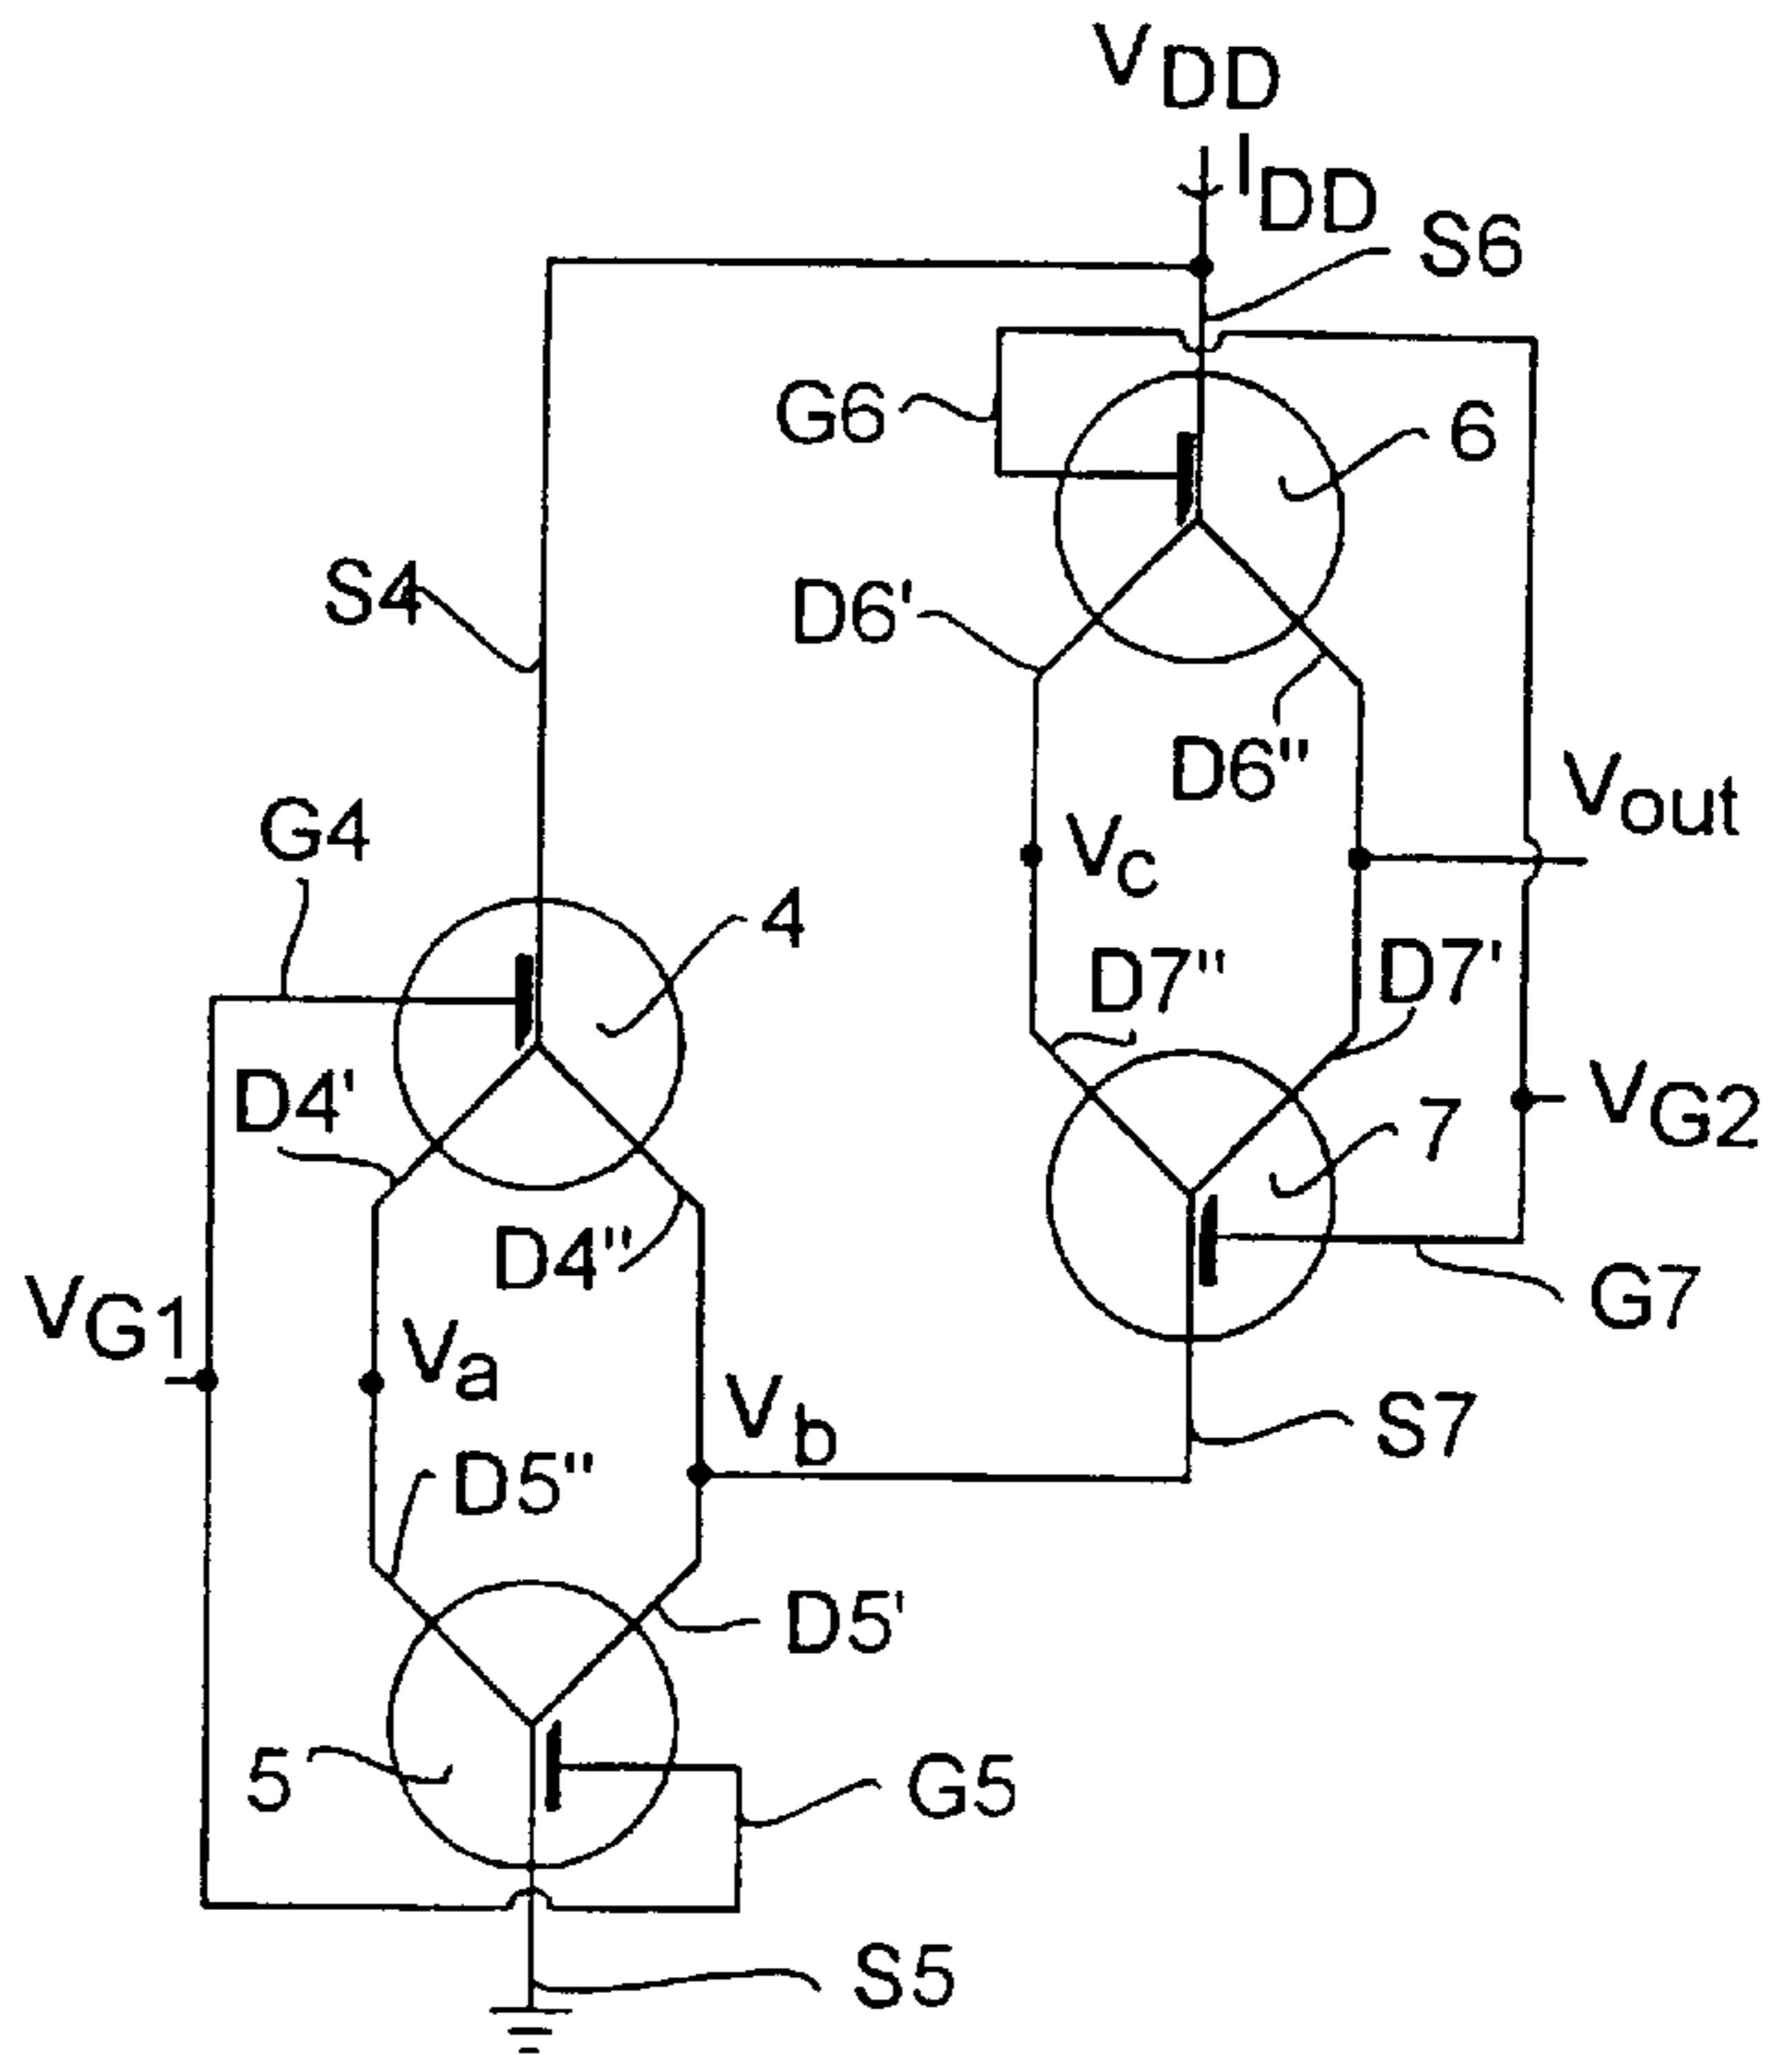 VDD
IDD
S6
G6
6
S4
D6'
D6"
Vout
G4
Vc
4
D7"
D7'
D4'
VG2
7
D4"
G7
VG1
Va
Vb
S7
D5"
D5'
5
G5
S5